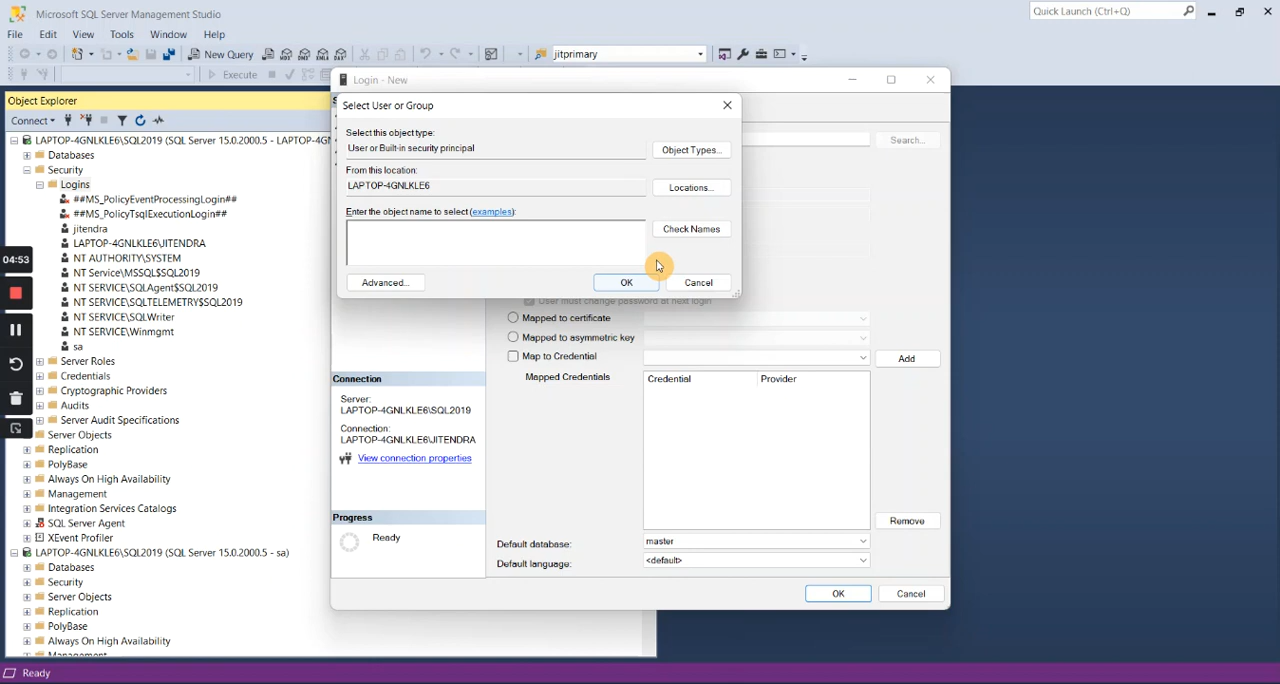 Microsoft SQL Server Management Studio
Quick Launch (Ctrl+Q)
File Edit View Tools Window Help
New Query
jitprimary
Execute
Object Explorer
Connect
LAPTOP-4GNLKLE6\SQL2019 (SQL Server 15.0.2000.5 - LAPTOP-4GN
Databases
Security
Logins
##MS_PolicyEventProcessingLogin##
##MS_PolicyTsqlExecutionLogin##
jitendra
LAPTOP-4GNLKLE6\JITENDRA
NT AUTHORITY\SYSTEM
NT Service\MSSQL$SQL2019
NT SERVICE\SQLAgent$SQL2019
NT SERVICE\SQLTELEMETRY$SQL2019
NT SERVICE\SQLWriter
NT SERVICE\Winmgmt
sa
Server Roles
Credentials
Cryptographic Providers
Audits
Server Audit Specifications
Server Objects
Replication
PolyBase
Always On High Availability
Management
Integration Services Catalogs
SQL Server Agent
XEvent Profiler
LAPTOP-4GNLKLE6\SQL2019 (SQL Server 15.0.2000.5 - sa)
Databases
Security
Server Objects
Replication
PolyBase
Always On High Availability
Management
04:53
Login - New
Search...
Select User or Group
Select this object type:
User or Built-in security principal
Object Types...
From this location:
LAPTOP-4GNLKLE6
Locations...
Enter the object name to select (examples):
Check Names
Advanced...
OK
Cancel
User must change password at next login
Mapped to certificate
Mapped to asymmetric key
Map to Credential
Add
Mapped Credentials
Credential Provider
Remove
Default database: master
Default language: <default>
Connection
Server:
LAPTOP-4GNLKLE6\SQL2019
Connection:
LAPTOP-4GNLKLE6\JITENDRA
View connection properties
Progress
Ready
OK
Cancel
Ready